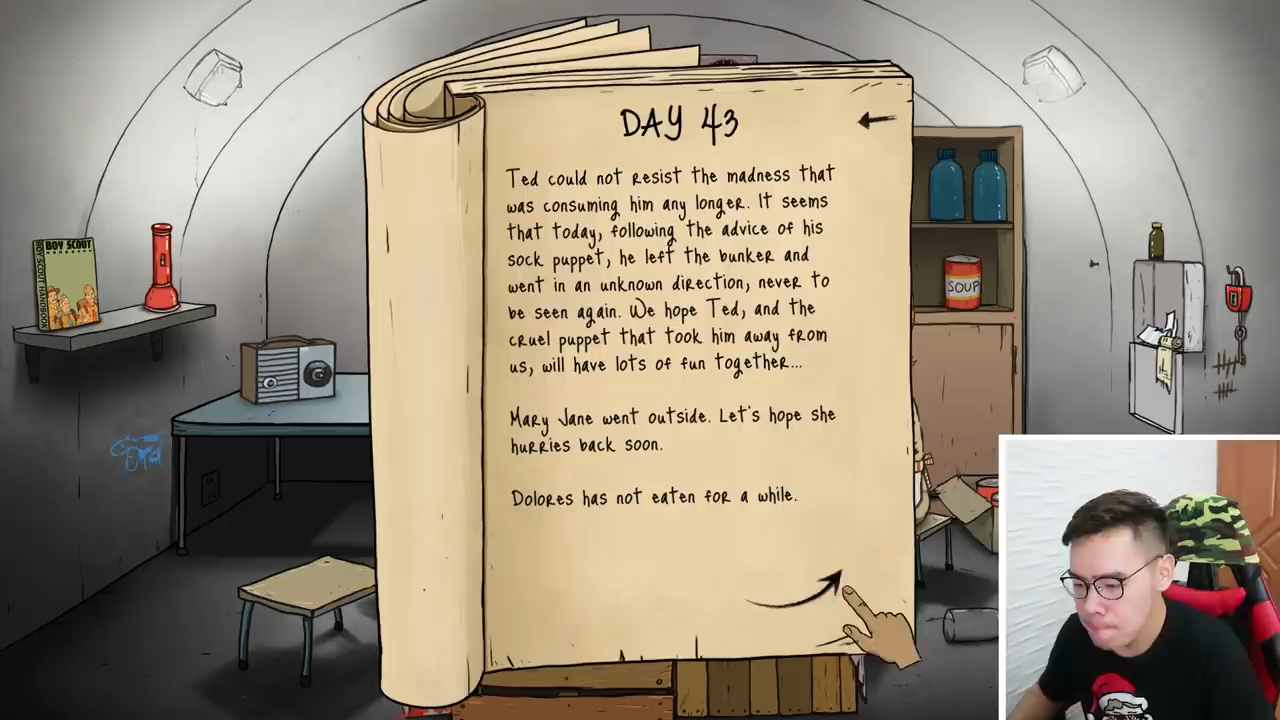 DAY 43
Ted could not resist the madness that
was consuming him any longer. It seems
that today, following the advice of his
sock puppet, he left the bunker and
went in an unknown direction, never to
be seen again. We hope Ted, and the
cruel puppet that took him away from
us, will have lots of fun together...
Mary Jane went outside. Let's hope she
hurries back soon.
Dolores has not eaten for a while.
BOY SCOUT
BOY SCOUT HANDBOOK
SOUP